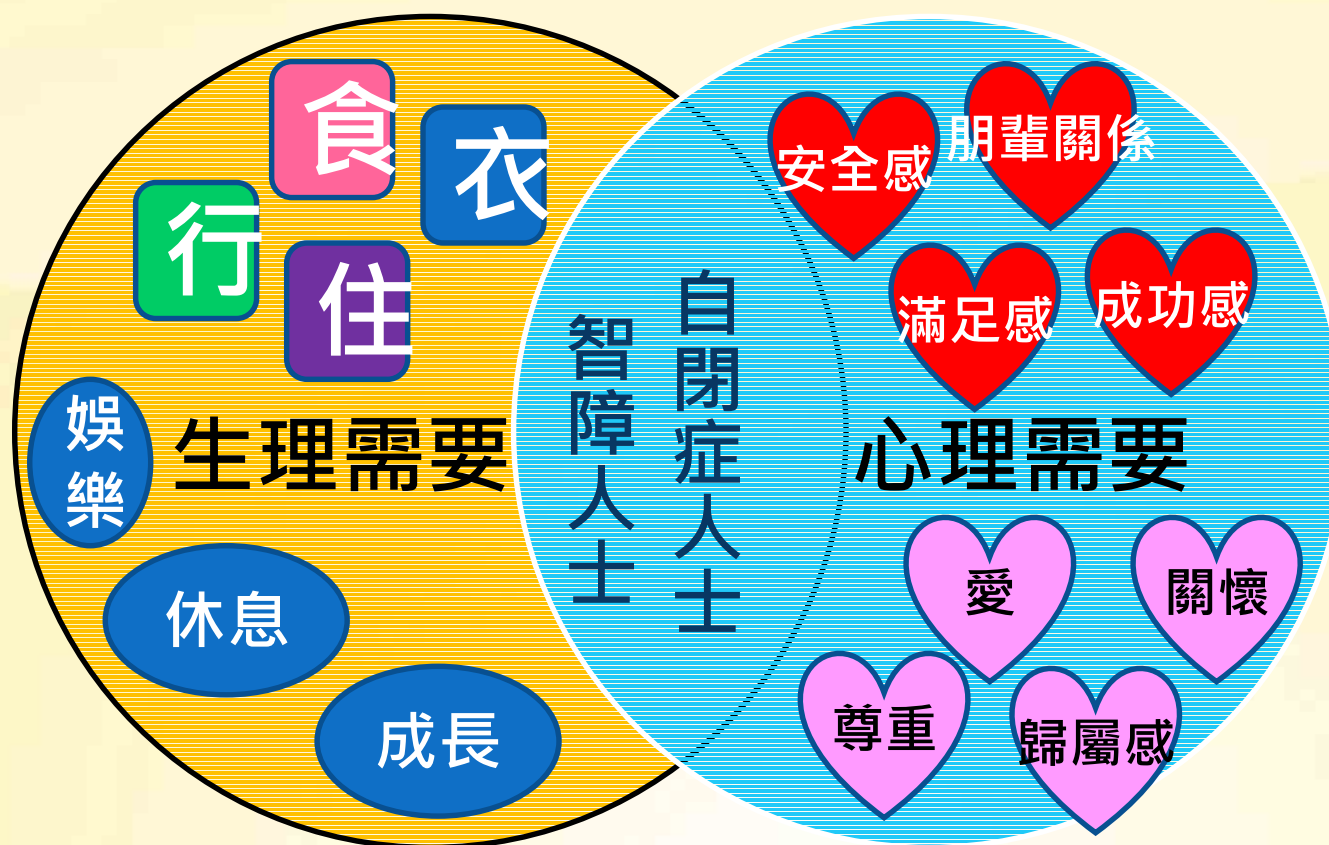 食
衣
行
住
娛
樂
生理需要
休息
成長
智障人士
自閉症人士
安全感
朋輩關係
滿足感
成功感
心理需要
愛
關懷
尊重
歸屬感